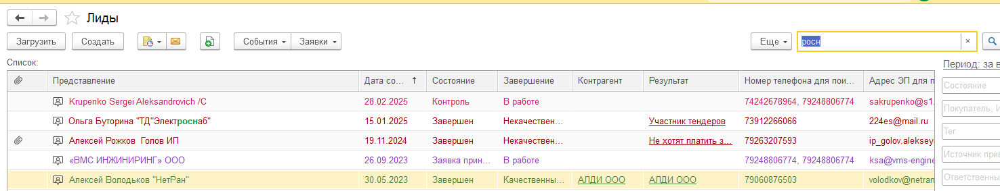 Лиды
Загрузить Создать События Заявки Еще росн ×
Список: Период: за в
Представление Дата со... ↑ Состояние Завершение Контрагент Результат Номер телефона для пои... Адрес ЭП для п
Krupenko Sergei Aleksandrovich /С 28.02.2025 Контроль В работе 74242678964, 79248806774 sakrupenko@s1.
Ольга Буторина "ТД"Электроснаб" 15.01.2025 Завершен Некачествен... Участник тендеров 73912266066 224es@mail.ru
Алексей Рожков Голов ИП 19.11.2024 Завершен Некачествен... Не хотят платить з... 79263207593 ip_golov.aleksey
«ВМС ИНЖИНИРИНГ» ООО 26.09.2023 Заявка прин... В работе 79248806774, 79248806774 ksa@vms-engine
Алексей Володьков "НетРан" 30.05.2023 Завершен Качественны... АЛДИ ООО АЛДИ ООО 79060876503 volodkov@netran
Состояние
Покупатель, И
Тег
Источник прив
Ответственны